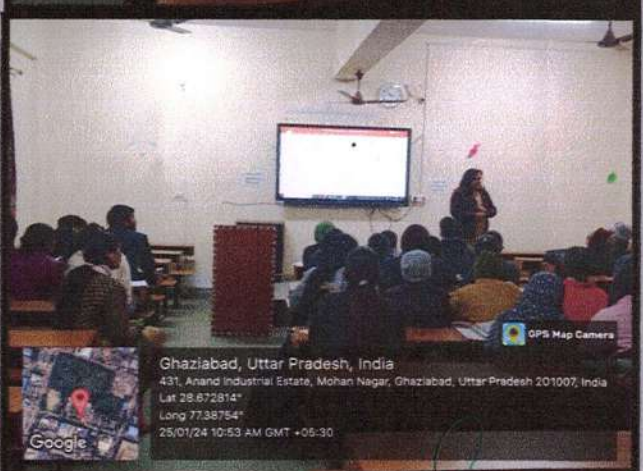 GPS Map Camera
Ghaziabad, Uttar Pradesh, India
431, Anand Industrial Estate, Mohan Nagar, Ghaziabad, Uttar Pradesh 201007, India
Lat 28.672814°
Long 77.38754°
25/01/24 10:53 AM GMT +05:30
Google